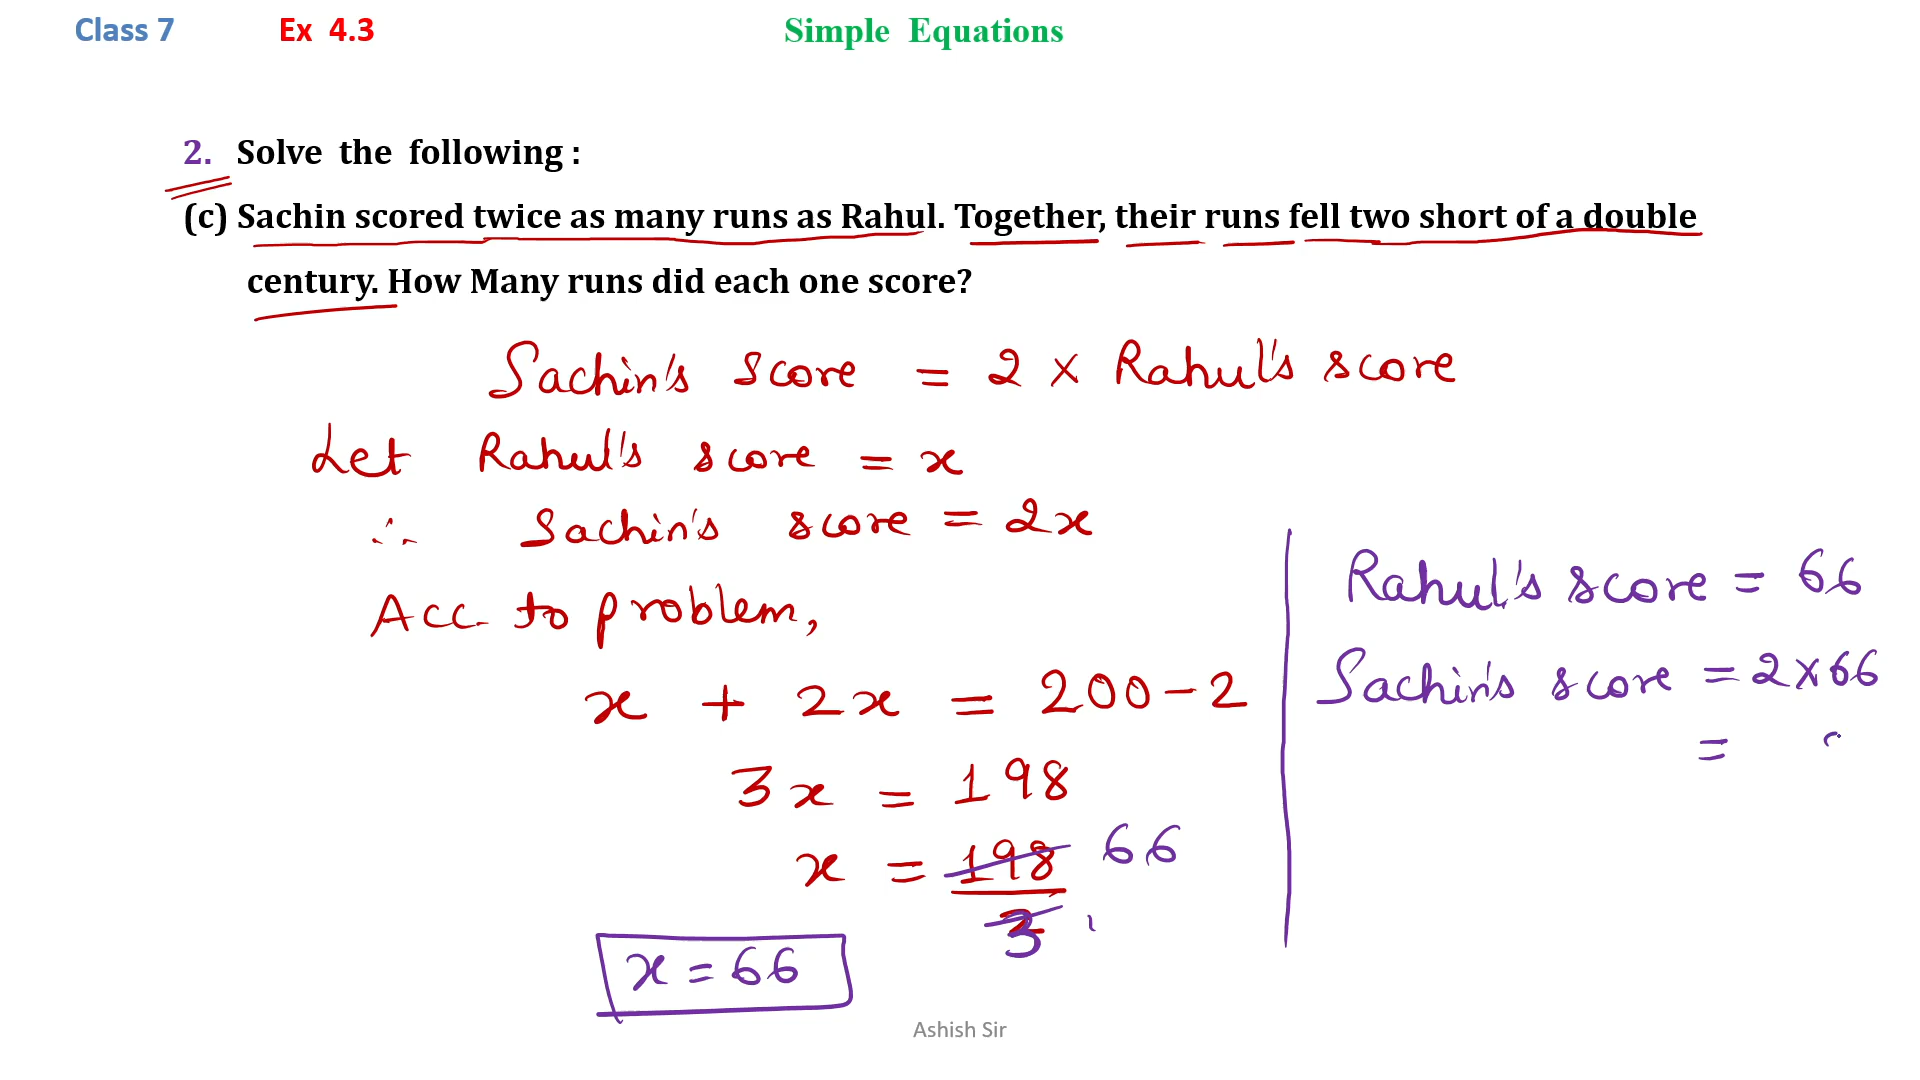 Class 7 Ex 4.3 Simple Equations
2. Solve the following :
(c) Sachin scored twice as many runs as Rahul. Together, their runs fell two short of a double
century. How Many runs did each one score?
Sachin's score = 2 × Rahul's score
Let Rahul's score = x
∴ Sachin's score = 2x
Acc. to problem,
x + 2x = 200-2
3x = 198
x = 198 66
3 1
x = 66
Rahul's score = 66
Sachin's score = 2×66
=
Ashish Sir